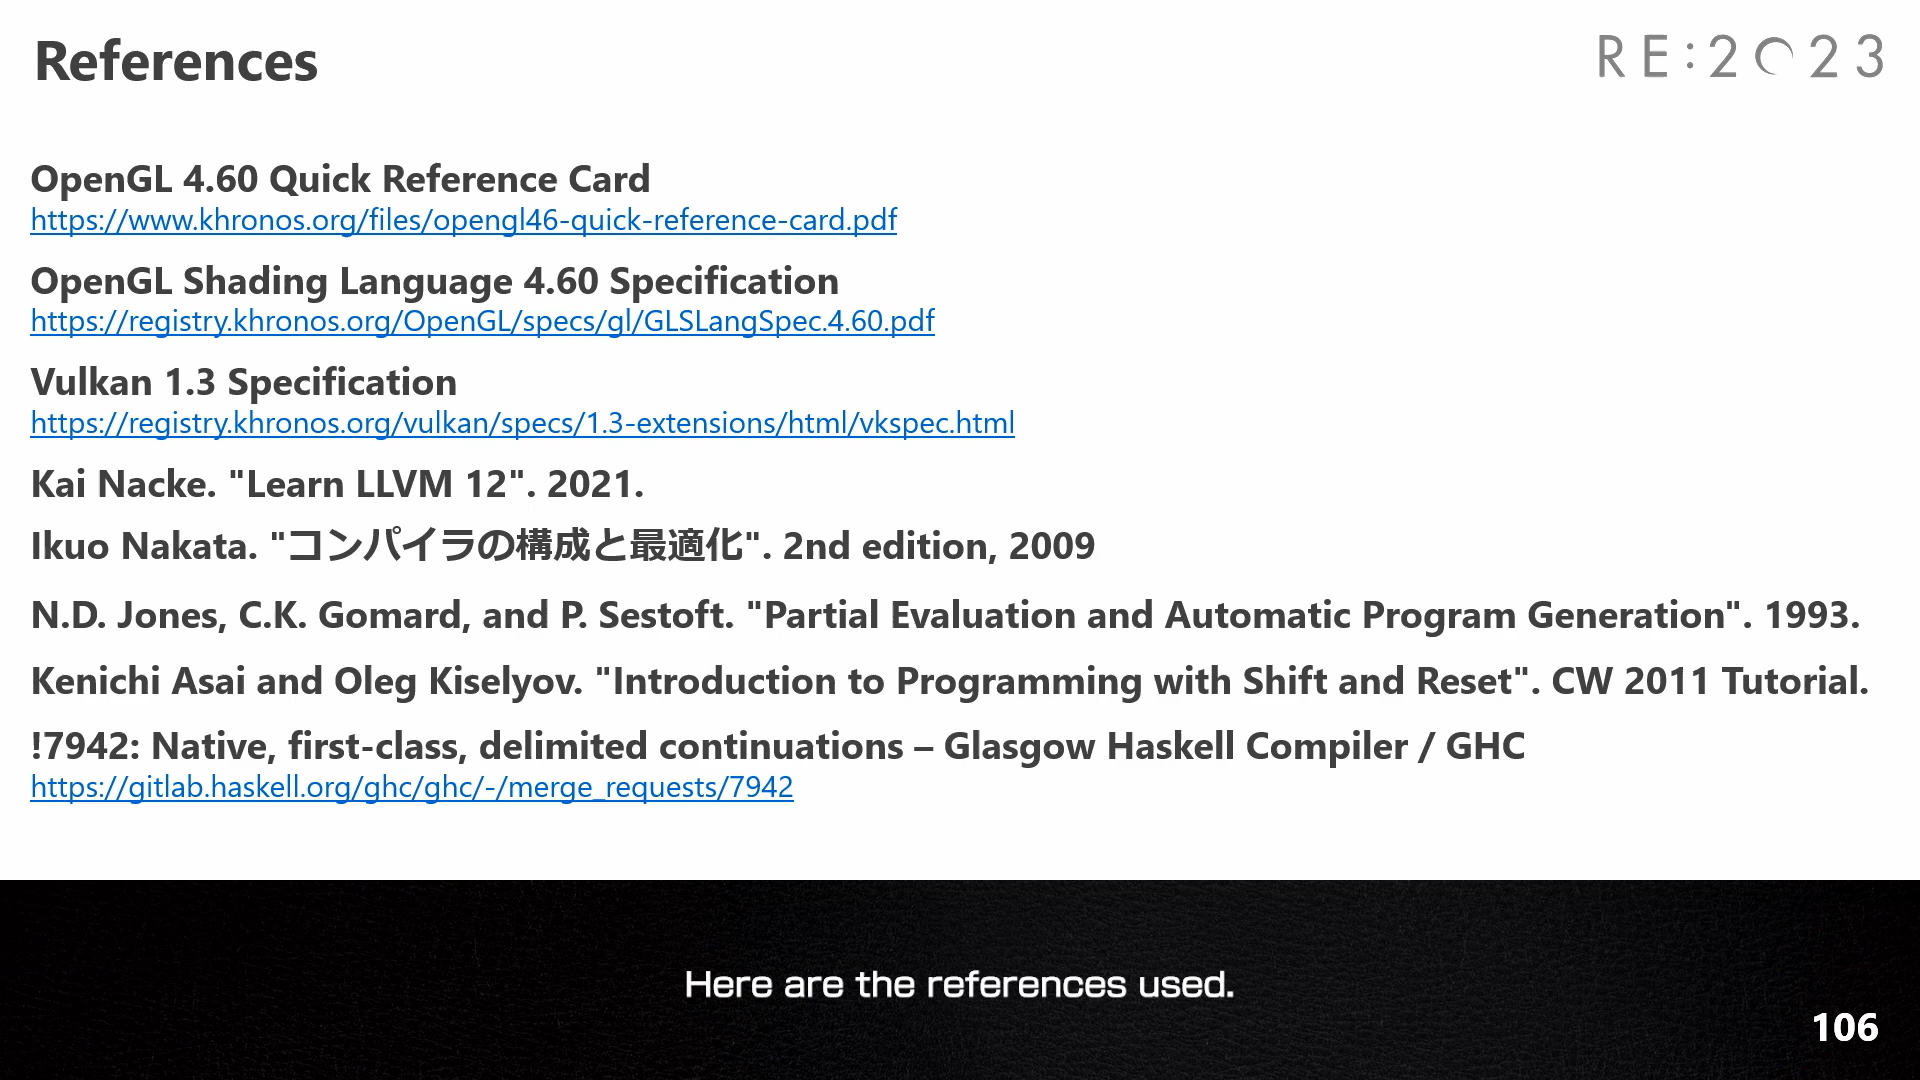 References
RE:2023
OpenGL 4.60 Quick Reference Card
https://www.khronos.org/files/opengl46-quick-reference-card.pdf
OpenGL Shading Language 4.60 Specification
https://registry.khronos.org/OpenGL/specs/gl/GLSLangSpec.4.60.pdf
Vulkan 1.3 Specification
https://registry.khronos.org/vulkan/specs/1.3-extensions/html/vkspec.html
Kai Nacke. "Learn LLVM 12". 2021.
Ikuo Nakata. "コンパイラの構成と最適化". 2nd edition, 2009
N.D. Jones, C.K. Gomard, and P. Sestoft. "Partial Evaluation and Automatic Program Generation". 1993.
Kenichi Asai and Oleg Kiselyov. "Introduction to Programming with Shift and Reset". CW 2011 Tutorial.
!7942: Native, first-class, delimited continuations – Glasgow Haskell Compiler / GHC
https://gitlab.haskell.org/ghc/ghc/-/merge_requests/7942
Here are the references used.
106